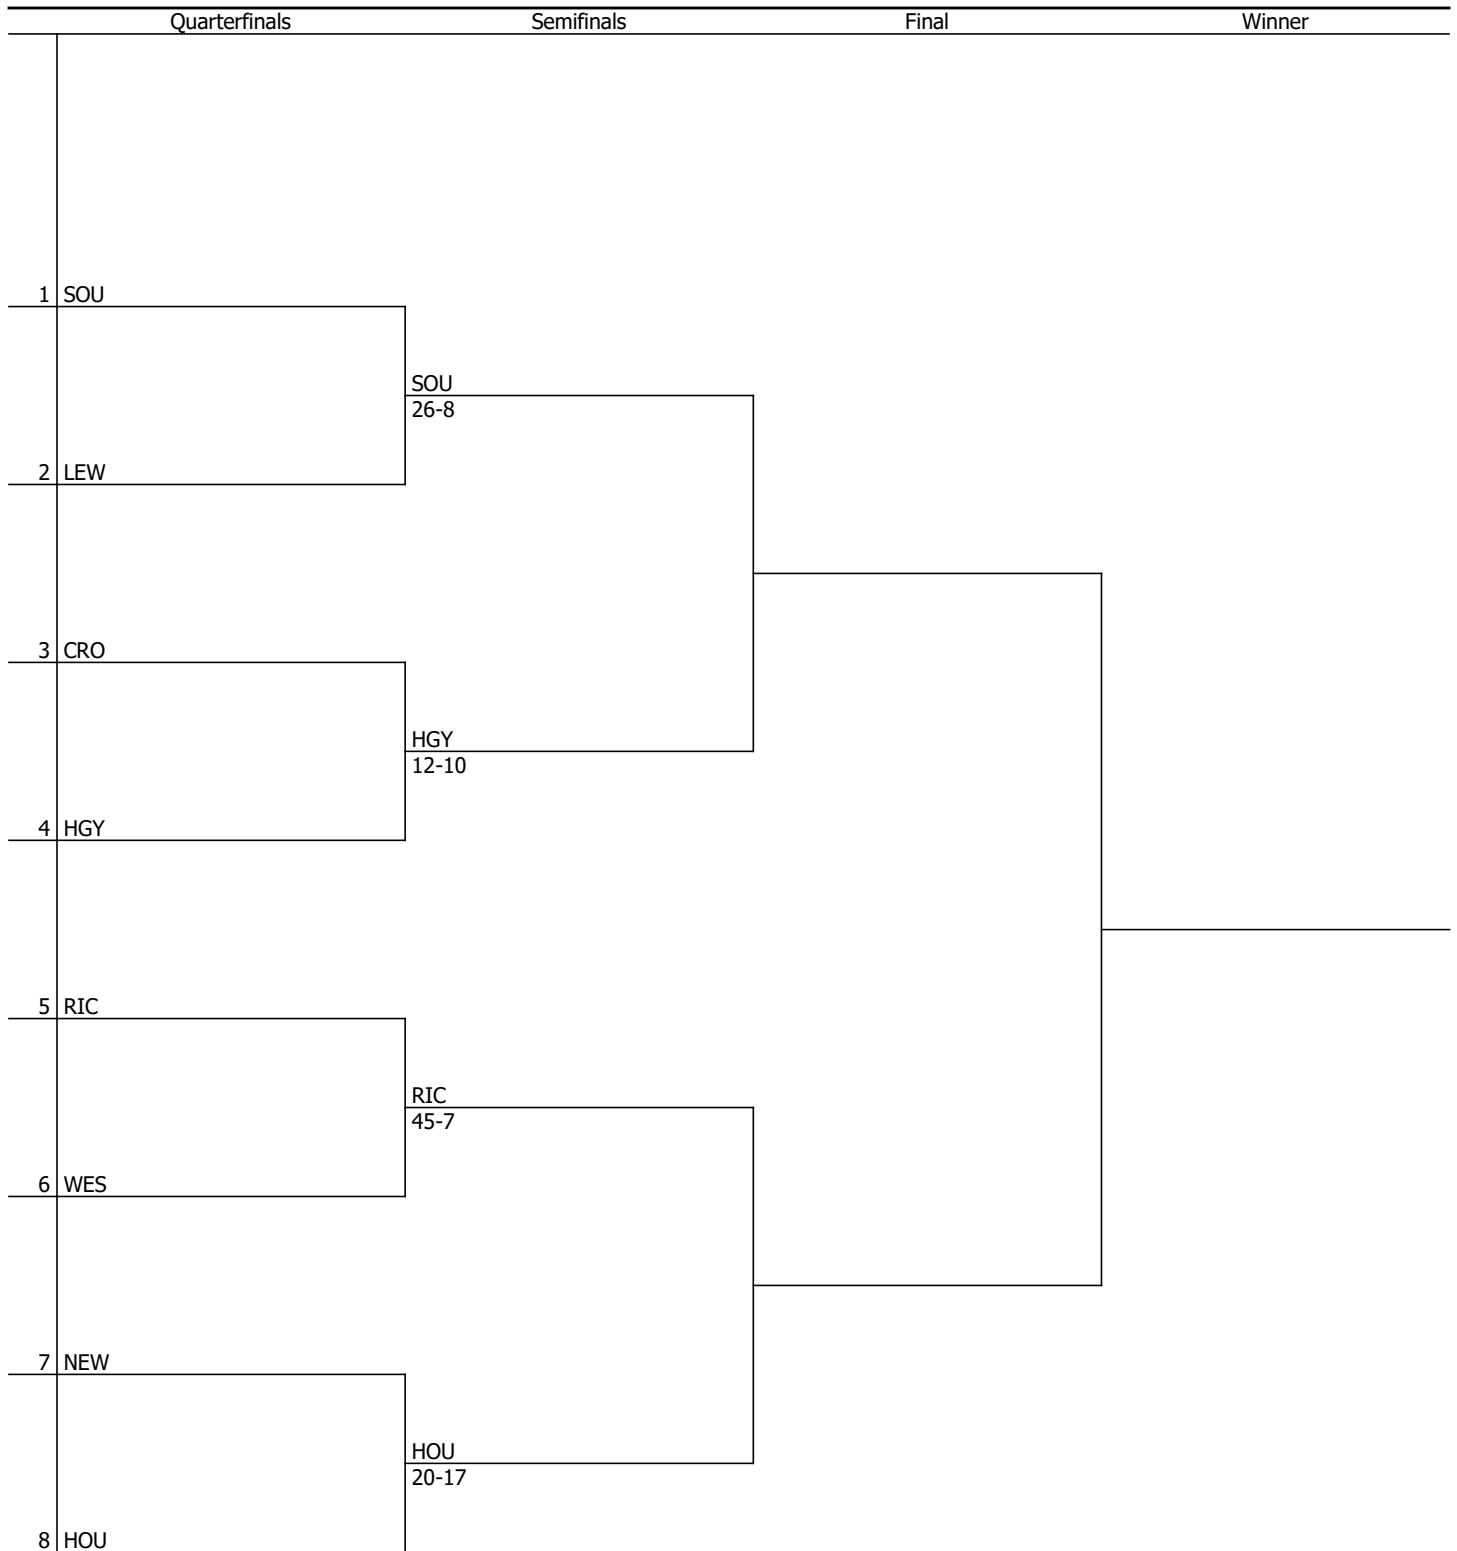 Quarterfinals Semifinals Final Winner
1 SOU
SOU
26-8
2 LEW
3 CRO
HGY
12-10
4 HGY
5 RIC
RIC
45-7
6 WES
7 NEW
HOU
20-17
8 HOU